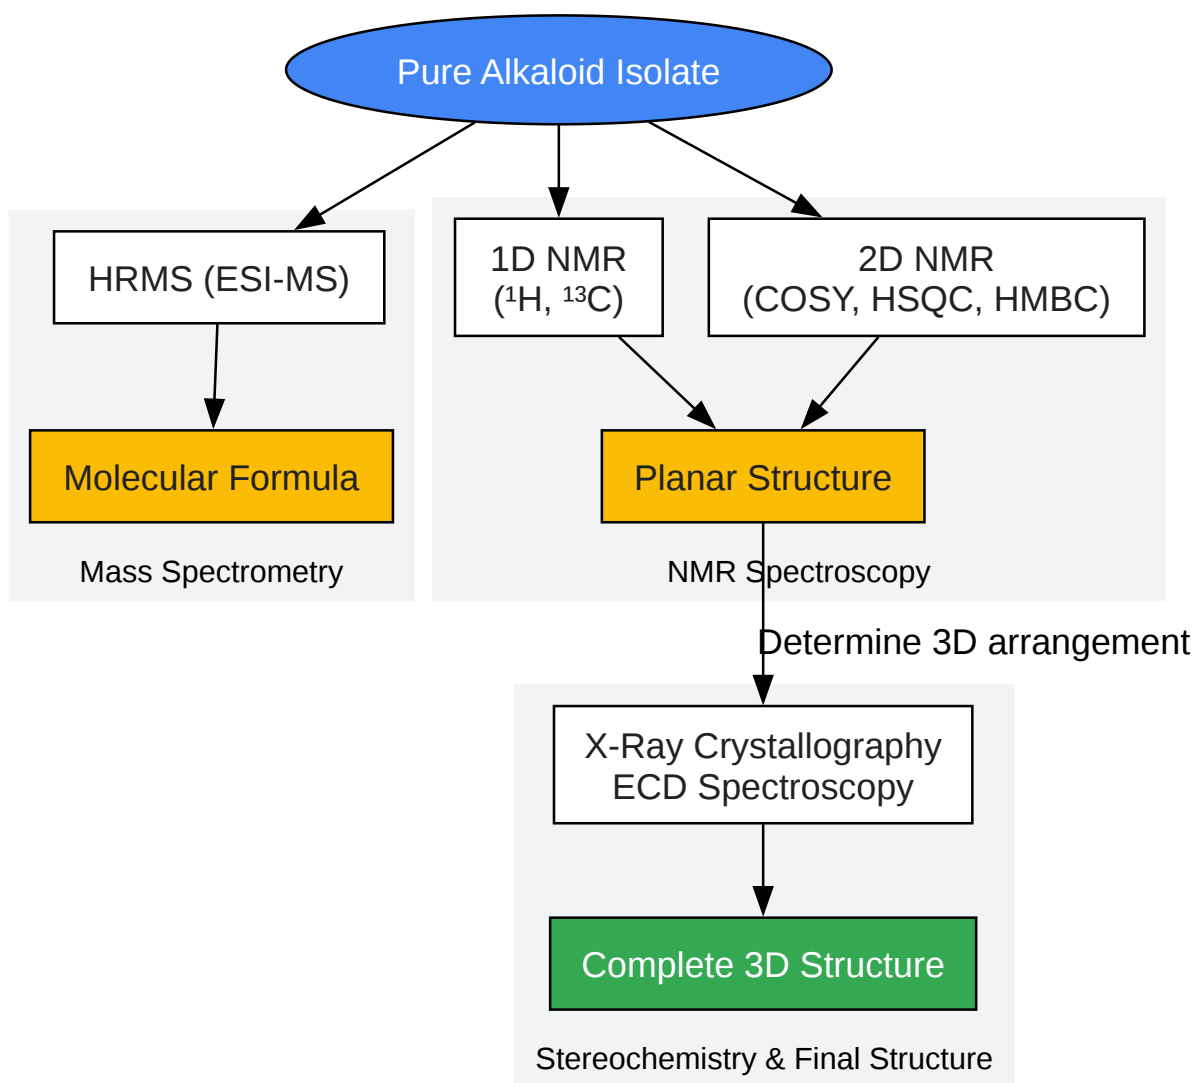 Pure Alkaloid Isolate
HRMS (ESI-MS)
1D NMR
(¹H, ¹³C)
2D NMR
(COSY, HSQC, HMBC)
Molecular Formula
Planar Structure
Mass Spectrometry
NMR Spectroscopy
Determine 3D arrangement
X-Ray Crystallography
ECD Spectroscopy
Complete 3D Structure
Stereochemistry & Final Structure